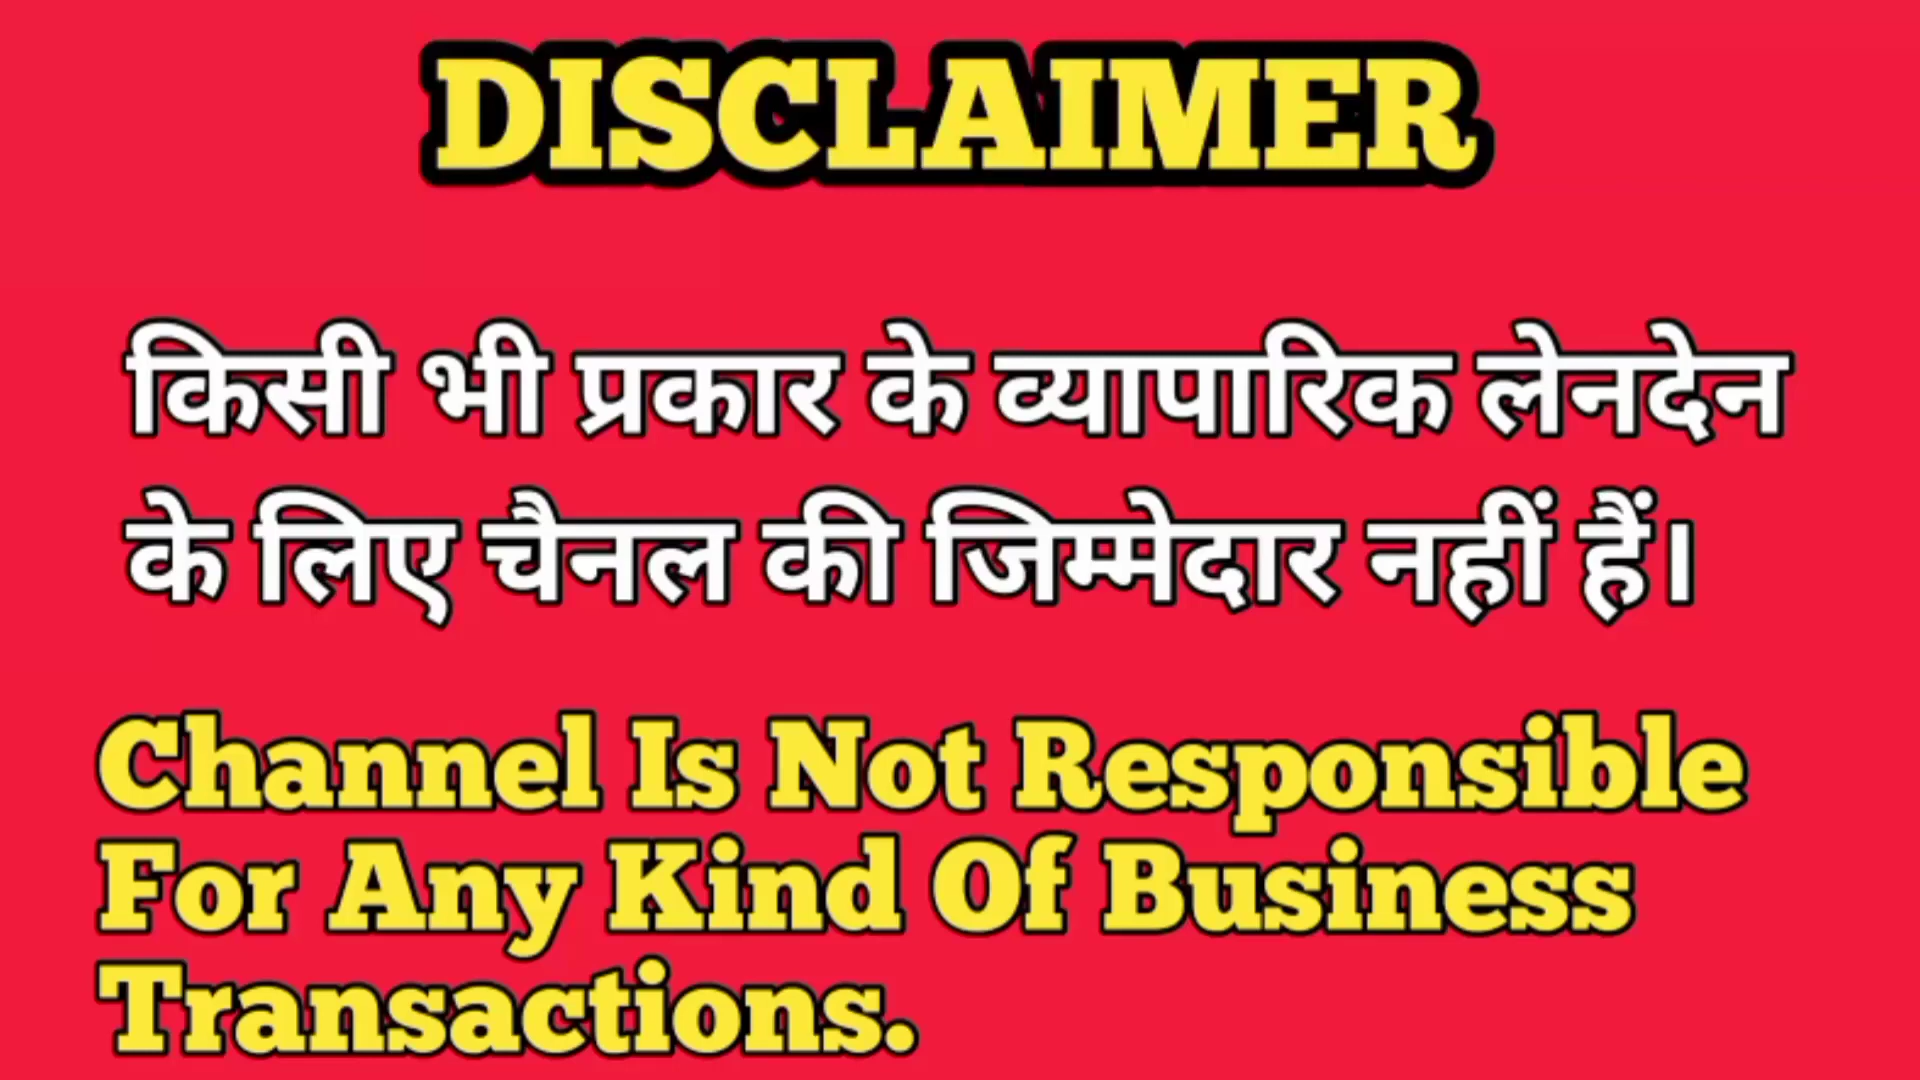 DISCLAIMER
किसी भी प्रकार के व्यापारिक लेनदेन
के लिए चैनल की जिम्मेदार नहीं हैं।
Channel Is Not Responsible
For Any Kind Of Business
Transactions.